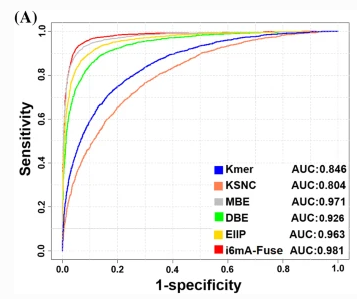 (A)
1.0
0.8
0.6
0.4
0.2
0.0
Sensitivity
Kmer AUC:0.846
KSNC AUC:0.804
MBE AUC:0.971
DBE AUC:0.926
EIIP AUC:0.963
i6mA-Fuse AUC:0.981
0.0 0.2 0.4 0.6 0.8 1.0
1-specificity